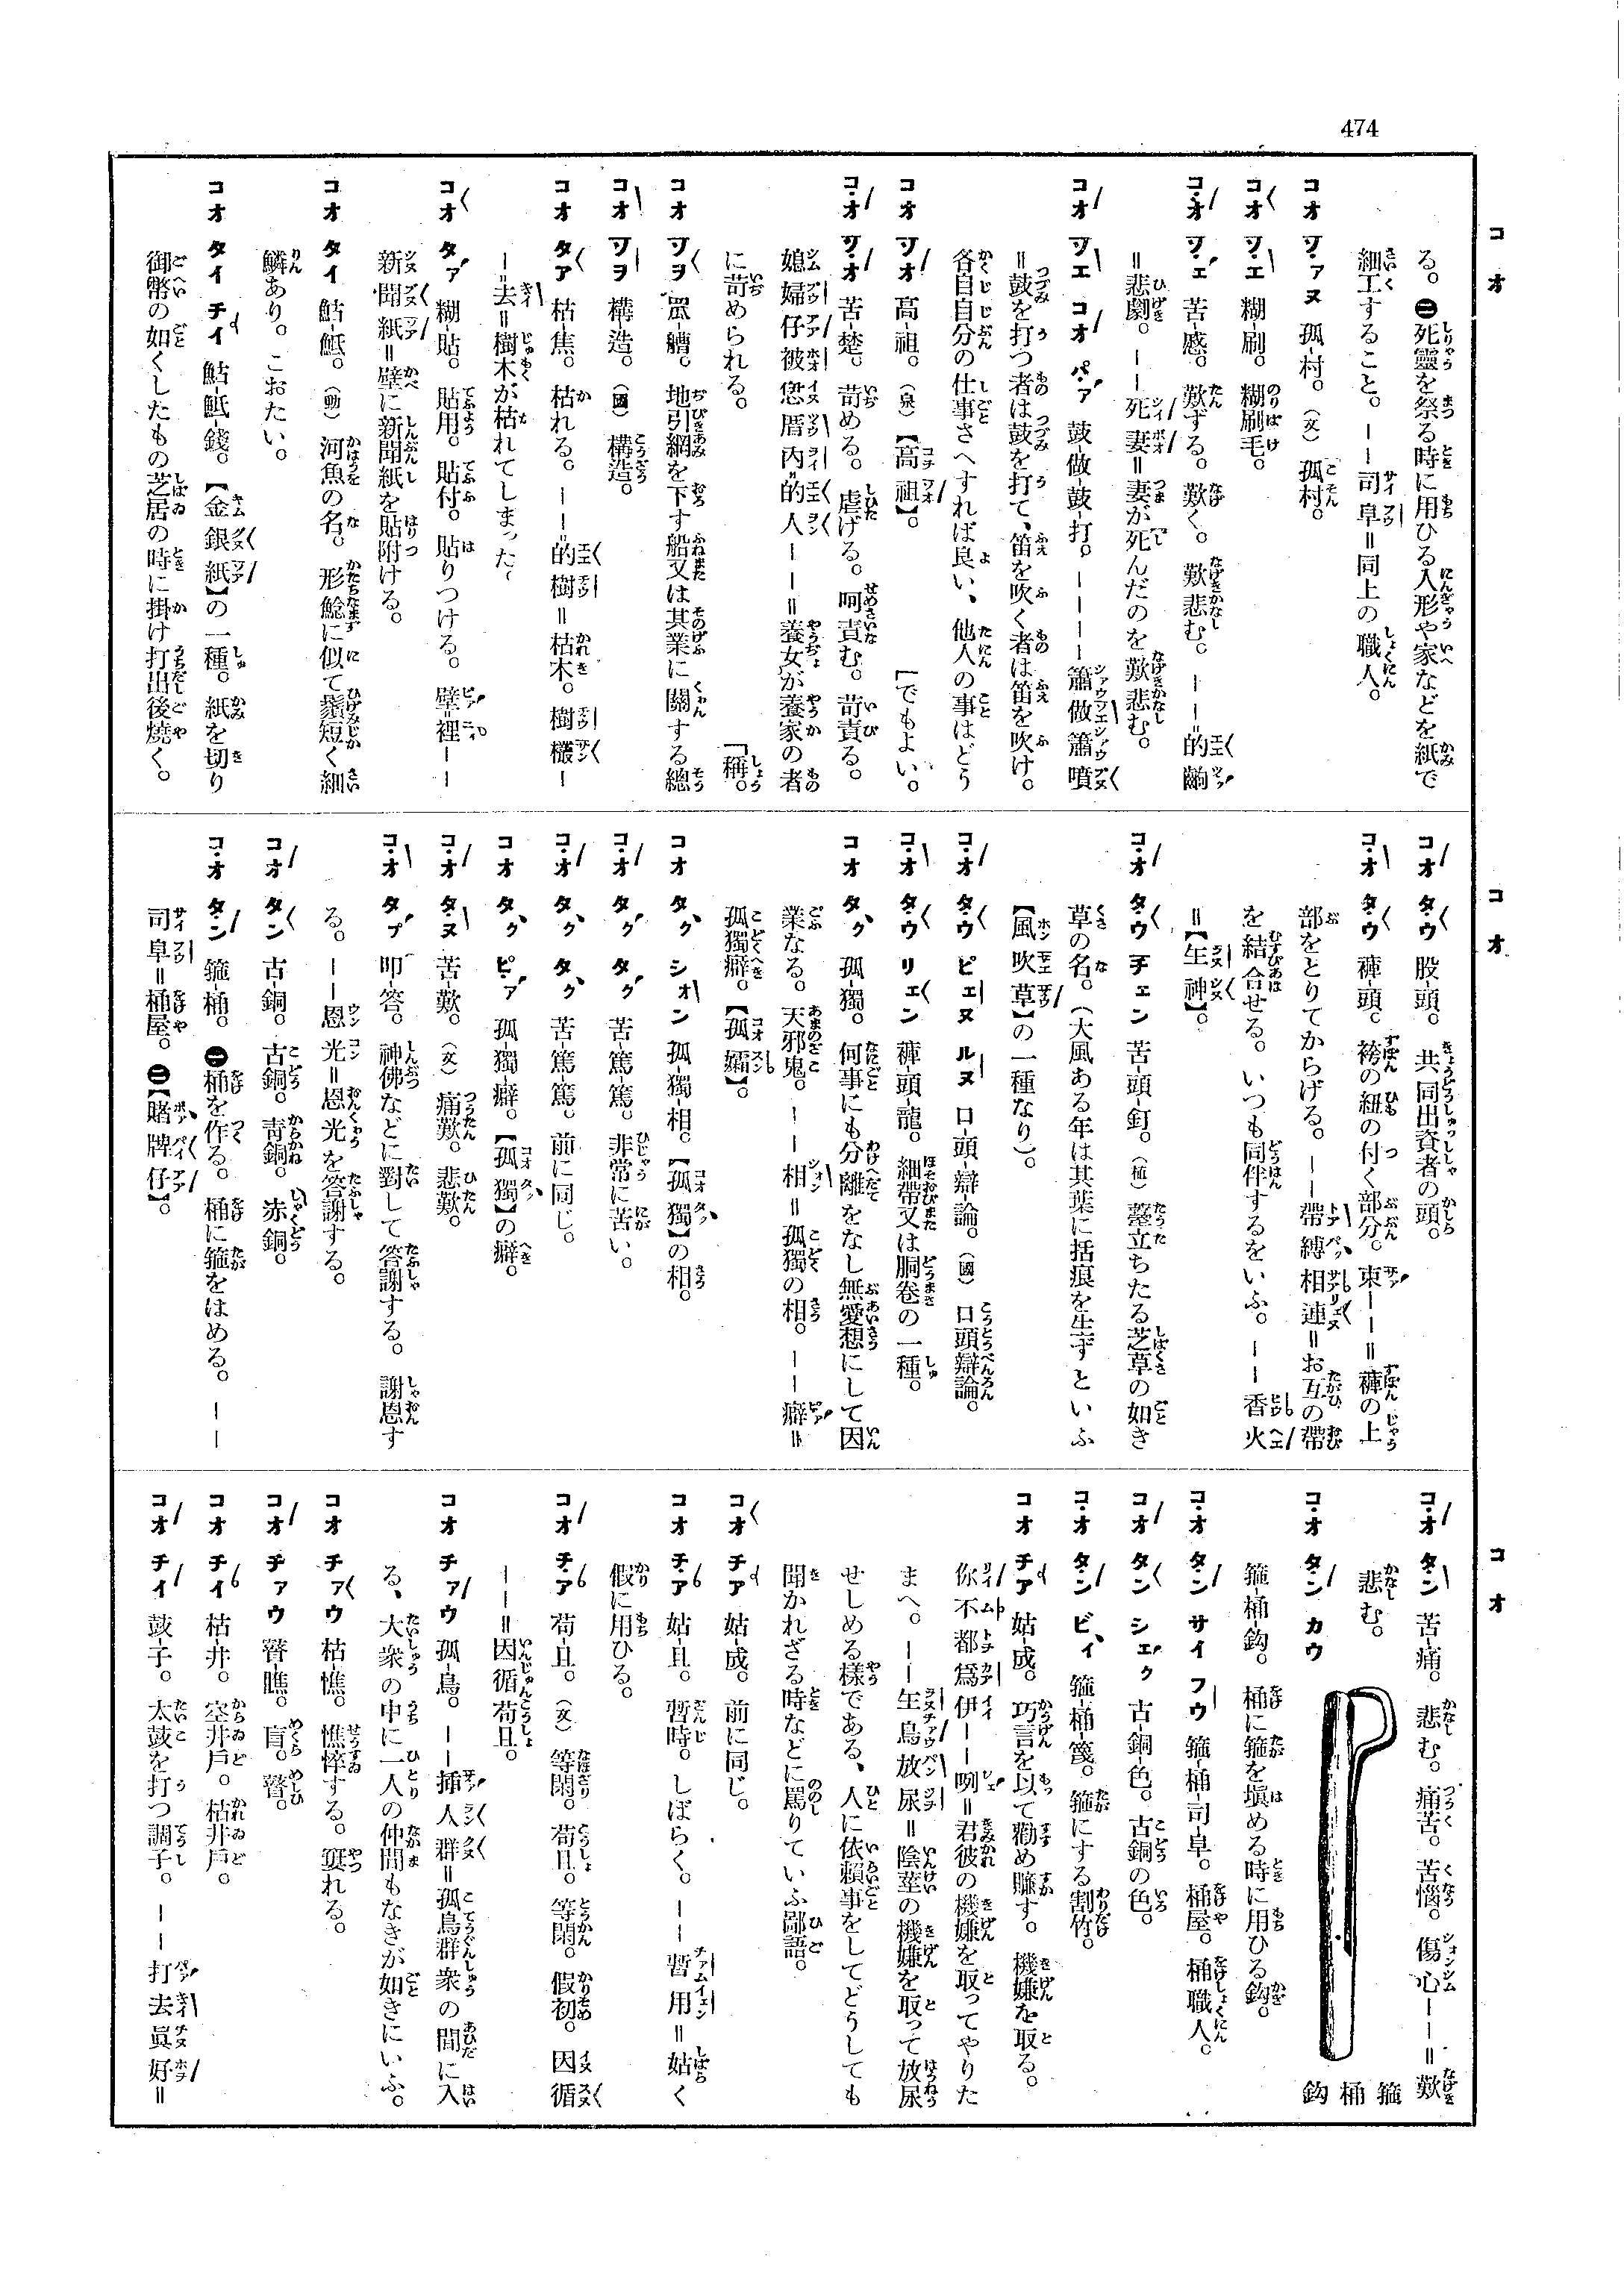 474
コオ
る。㊁死靈を祭る時に用ひる人形や家などを紙で
細工すること。――司阜=同上の職人。
コオ ツァヌ 孤-村。(文)孤村。
コオ ツエ 糊-刷。糊刷毛。
コオ ツェ 苦-慼。歎ずる。歎く。歎悲む。――的齣
=悲劇。――死妻=妻が死んだのを歎悲む。
コオ ツエ コオ パァ 鼓-做-鼓-打。――――簫做簫噴
=鼓を打つ者は鼓を打て、笛を吹く者は笛を吹け。
各自自分の仕事さへすれば良い、他人の事はどう
コオ ツオ 高-祖。(泉)【高祖】。[でもよい。
コオ ツオ 苦-楚。苛める。虐げる。呵責む。苛責る。
媳婦仔被恁厝內的人――=養女が養家の者
に苛められる。
コオ ツヲ 罛-艚。地引網を下す船又は其業に關する總
[稱。
コオ ツヲ 構造。(國)構造。
コオ タァ 枯-焦。枯れる。――的樹=枯木。樹欉―
―去=樹木が枯れてしまった。
コオ タァ 糊-貼。貼用。貼付。貼りつける。壁裡――
新聞紙=壁に新聞紙を貼附ける。
コオ タイ 鮕-鮘。(動)河魚の名。形鯰に似て鬚短く細
鱗あり。こおたい。
コオ タイ チイ 鮕-鮘-錢。【金銀紙】の一種。紙を切り
御幣の如くしたもの芝居の時に掛け打出後燒く。
コオ
コオ タウ 股-頭。共同出資者の頭。
コオ タウ 褲-頭。袴の紐の付く部分。束――=褲の上
部をとりてからげる。――帶縛相連=お互の帶
を結合せる。いつも同伴するをいふ。――香火
=【生神】。
コオ タウ チェン 苦-頭-釘。(植)薹立ちたる芝草の如き
草の名。(大風ある年は其葉に括痕を生ずといふ
【風吹草】の一種なり)。
コオ タウ ピェヌ ルヌ 口-頭-辯-論。(國)口頭辯論。
コオ タウ リェン 褲-頭-龍。細帶又は胴卷の一種。
コオ タク 孤-獨。何事にも分離をなし無愛想にして因
業なる。天邪鬼。――相=孤獨の相。――癖=
孤獨癖。【孤孀】。
コオ タク シオン 孤-獨-相。【孤獨】の相。
コオ タク タク 苦-篤-篤。非常に苦い。
コオ タク タク 苦-篤-篤。前に同じ。
コオ タク ピァ 孤-獨-癖。【孤獨】の癖。
コオ タヌ 苦-歎。(文)痛歎。悲歎。
コオ タプ 叩-答。神佛などに對して答謝する。謝恩す
る。――恩光=恩光を答謝する。
コオ タン 古-銅。古銅。靑銅。赤銅。
コオ タン 箍-桶。㊀桶を作る。桶に箍をはめる。――
司阜=桶屋。㊁【賭牌仔】。
コオ
コオ タン 苦-痛。悲む。痛苦。苦惱。傷心――=歎
悲む。
コオ タン カウ
箍-桶-鈎。桶に箍を塡める時に用ひる鈎。
箍桶鈎
コオ タン サイ フウ 箍-桶-司-阜。桶屋。桶職人。
コオ タン シェク 古-銅-色。古銅の色。
コオ タン ビイ 箍-桶-篾。箍にする割竹。
コオ チア 姑-成。巧言を以て勸め賺す。機嫌を取る。
你不都爲伊――咧=君彼の機嫌を取ってやりた
まへ。――生鳥放尿=陰莖の機嫌を取って放尿
せしめる樣である、人に依賴事をしてどうしても
聞かれざる時などに罵りていふ鄙語。
コオ チア 姑-成。前に同じ。
コオ チア 姑-且。暫時。しばらく。――暫用=姑く
假に用ひる。
コオ チア 苟-且。(文)等閑。苟且。等閑。假初。因循
――=因循苟且。
コオ チァウ 孤-鳥。――插人群=孤鳥群衆の間に入
る、大衆の中に一人の仲間もなきが如きにいふ。
コオ チァウ 枯-憔。憔悴する。窶れる。
コオ チァウ 瞽-瞧。盲。瞽。
コオ チイ 枯-井。空井戶。枯井戶。
コオ チイ 鼓-子。太鼓を打つ調子。――打去眞好=